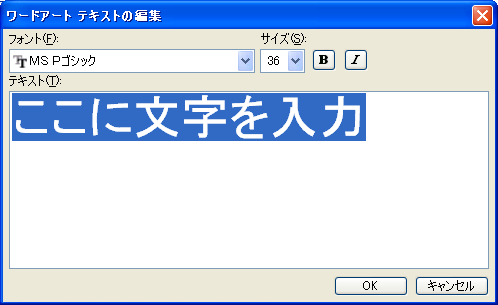 ワードアート テキストの編集
フォント(F): サイズ(S):
MS Pゴシック 36 B I
テキスト(T):
ここに文字を入力
OK キャンセル